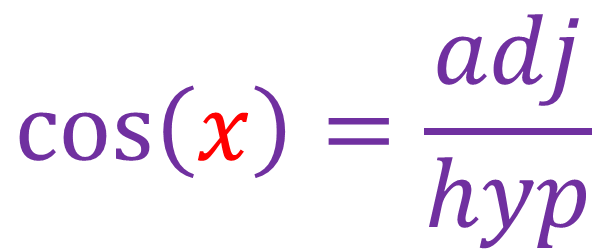 cos(x) = adj
hyp